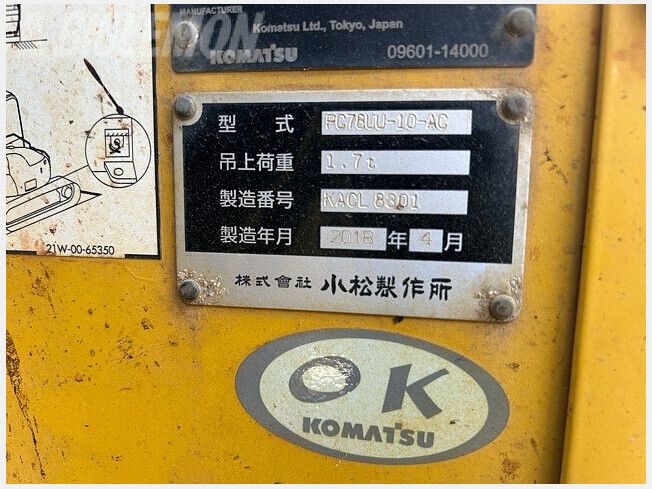 MANUFACTURER
Komatsu Ltd., Tokyo, Japan
KOMATSU 09601-14000
型 式 PC78UU-10-AC
吊上荷重 1.7t
製造番号 KACL 8301
製造年月 2018 年 4 月
株式會社 小松製作所
21W-00-65350
OK
KOMATSU